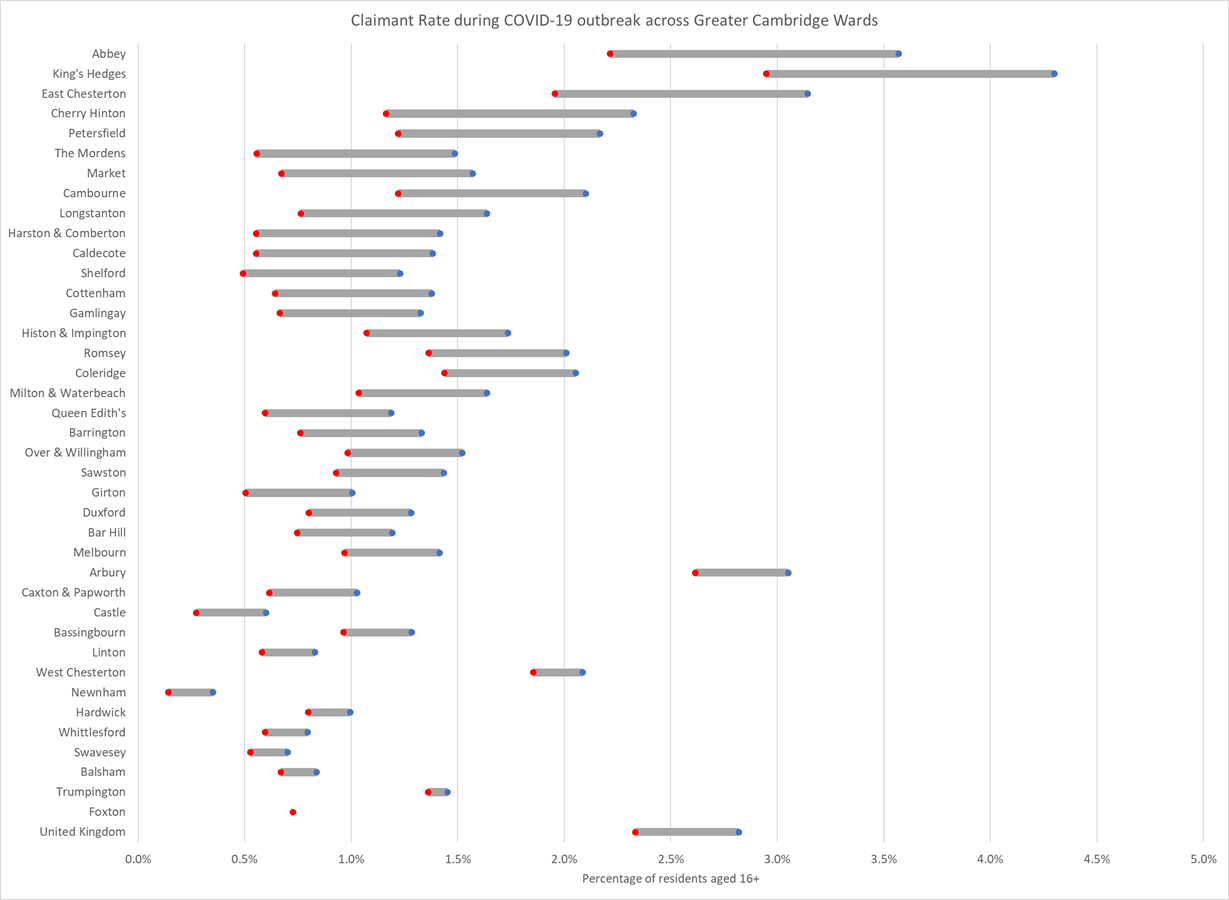 Claimant Rate during COVID-19 outbreak across Greater Cambridge Wards
Abbey
King's Hedges
East Chesterton
Cherry Hinton
Petersfield
The Mordens
Market
Cambourne
Longstanton
Harston & Comberton
Caldecote
Shelford
Cottenham
Gamlingay
Histon & Impington
Romsey
Coleridge
Milton & Waterbeach
Queen Edith's
Barrington
Over & Willingham
Sawston
Girton
Duxford
Bar Hill
Melbourn
Arbury
Caxton & Papworth
Castle
Bassingbourn
Linton
West Chesterton
Newnham
Hardwick
Whittlesford
Swavesey
Balsham
Trumpington
Foxton
United Kingdom
0.0% 0.5% 1.0% 1.5% 2.0% 2.5% 3.0% 3.5% 4.0% 4.5% 5.0%
Percentage of residents aged 16+